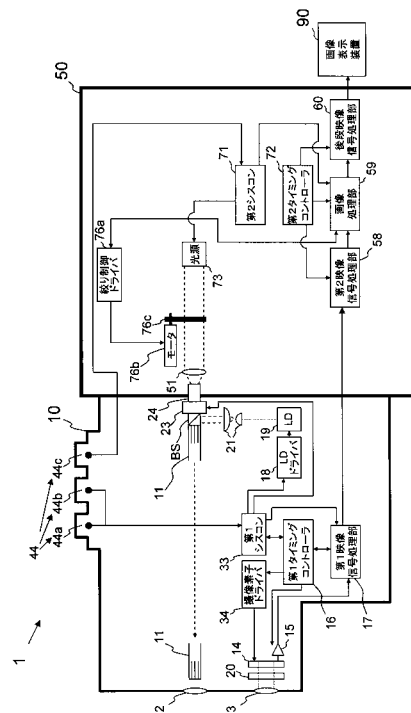 1
10
44
44a
44b
44c
50
76a
絞り制御
ドライバ
76b
モータ
76c
光源
73
71
第2シスコン
72
第2タイミング
コントローラ
90
画像
表示
装置
60
後段映像
信号処理部
59
画像
処理部
58
第2映像
信号処理部
51
24
23
BS
11
21
19
LD
18
LDドライバ
33
第1
シスコン
34
撮像素子
ドライバ
第1タイミング
コントローラ
16
第1映像
信号処理部
17
11
2
3
20
14
15